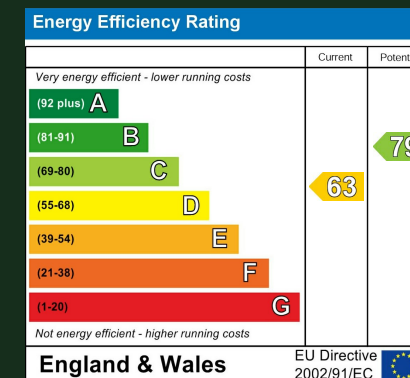 Energy Efficiency Rating
Current Potent
Very energy efficient - lower running costs
(92 plus) A
(81-91) B
79
(69-80) C
63
(55-68) D
(39-54) E
(21-38) F
(1-20) G
Not energy efficient - higher running costs
England & Wales
EU Directive
2002/91/EC